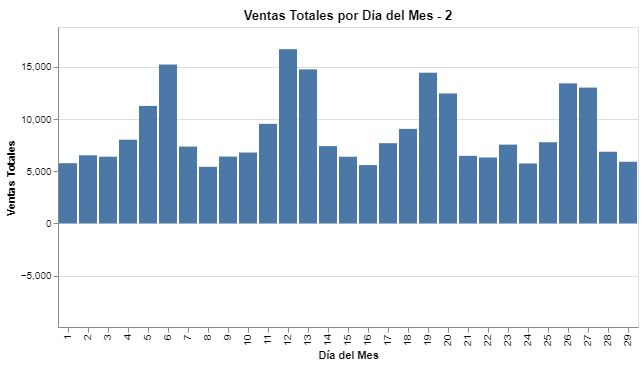 Ventas Totales por Día del Mes - 2
Ventas Totales
15,000
10,000
5,000
0
−5,000
1 2 3 4 5 6 7 8 9 10 11 12 13 14 15 16 17 18 19 20 21 22 23 24 25 26 27 28 29
Día del Mes